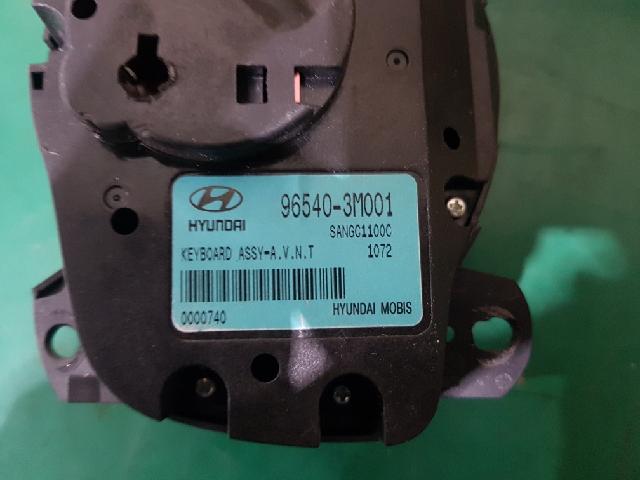 HYUNDAI
96540-3M001
SANGC1100C
KEYBOARD ASSY-A.V.N.T 1072
0000740
HYUNDAI MOBIS